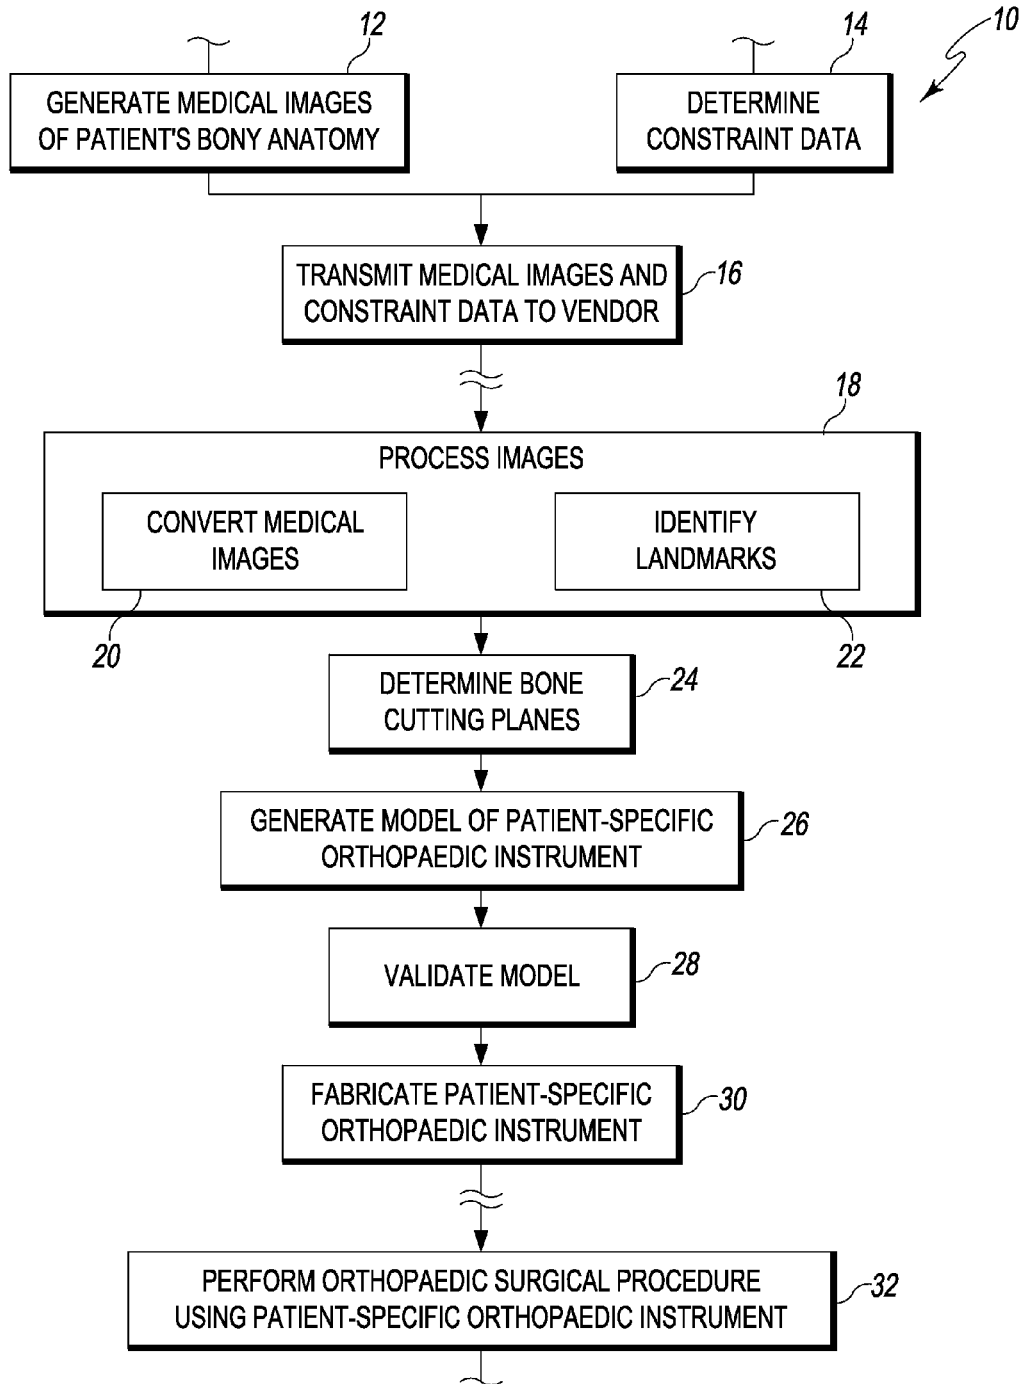 10
12
14
GENERATE MEDICAL IMAGES
OF PATIENT'S BONY ANATOMY
DETERMINE
CONSTRAINT DATA
TRANSMIT MEDICAL IMAGES AND
CONSTRAINT DATA TO VENDOR
16
18
PROCESS IMAGES
CONVERT MEDICAL
IMAGES
IDENTIFY
LANDMARKS
20
22
DETERMINE BONE
CUTTING PLANES
24
GENERATE MODEL OF PATIENT-SPECIFIC
ORTHOPAEDIC INSTRUMENT
26
VALIDATE MODEL
28
FABRICATE PATIENT-SPECIFIC
ORTHOPAEDIC INSTRUMENT
30
PERFORM ORTHOPAEDIC SURGICAL PROCEDURE
USING PATIENT-SPECIFIC ORTHOPAEDIC INSTRUMENT
32